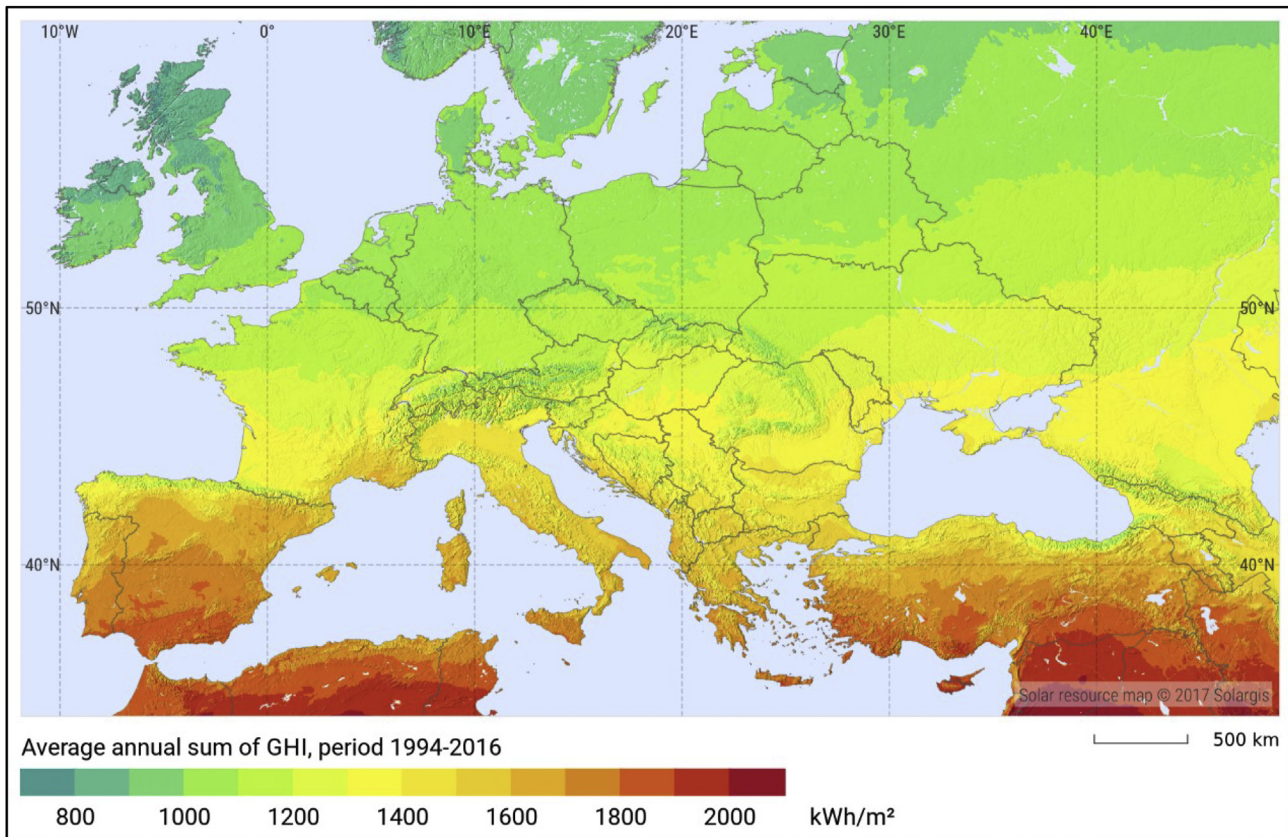 10°W 0° 10°E 20°E 30°E 40°E
50°N 50°N
40°N 40°N
Solar resource map © 2017 Solargis
Average annual sum of GHI, period 1994-2016
500 km
800 1000 1200 1400 1600 1800 2000 kWh/m²